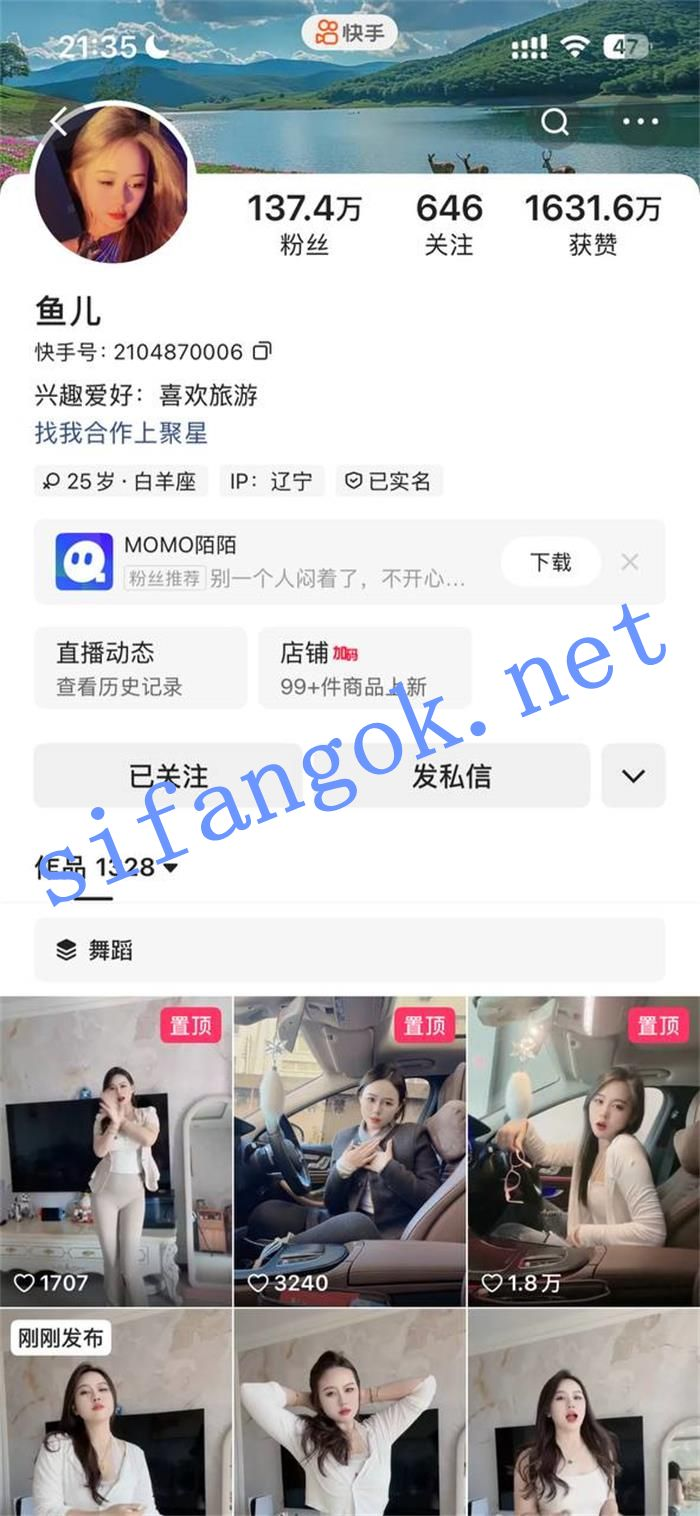 21:35
快手
47
137.4万
646
1631.6万
粉丝
关注
获赞
鱼儿
快手号：2104870006
兴趣爱好：喜欢旅游
找我合作上聚星
25岁·白羊座
IP：辽宁
已实名
MOMO陌陌
粉丝推荐 别一个人闷着了，不开心...
下载
直播动态
店铺 加码
查看历史记录
99+件商品上新
sifangok.net
已关注
发私信
作品 1328
舞蹈
置顶
置顶
置顶
1707
3240
1.8万
刚刚发布